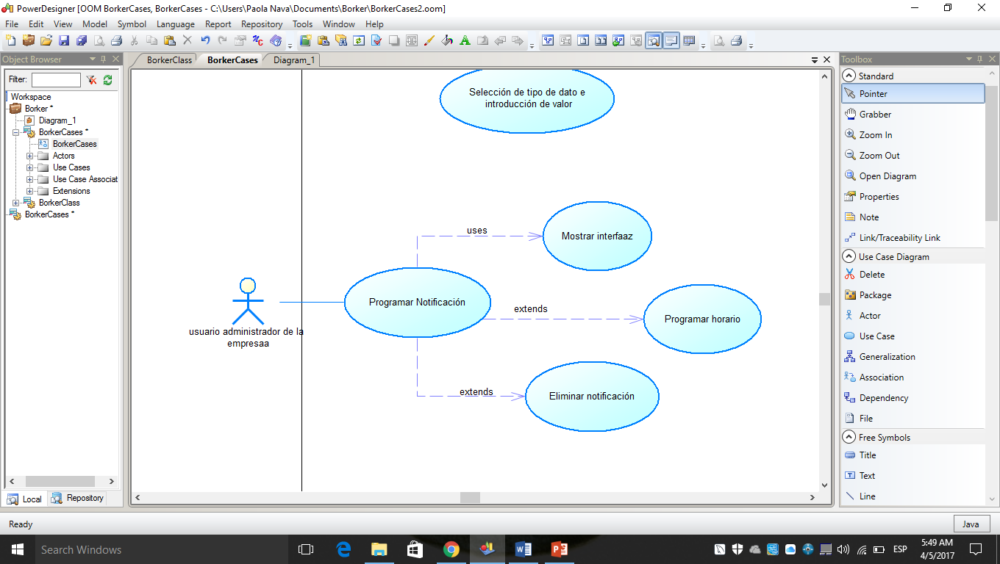 PowerDesigner [OOM BorkerCases, BorkerCases - C:\Users\Paola Nava\Documents\Borker\BorkerCases2.oom]
File Edit View Model Symbol Language Report Repository Tools Window Help
Object Browser
Filter:
Workspace
Borker *
Diagram_1
BorkerCases *
BorkerCases
Actors
Use Cases
Use Case Associat
Extensions
BorkerClass
BorkerCases *
Local Repository
BorkerClass BorkerCases Diagram_1
Selección de tipo de dato e
introducción de valor
uses
Mostrar interfaaz
Programar Notificación
extends
Programar horario
usuario administrador de la
empresaa
extends
Eliminar notificación
Toolbox
Standard
Pointer
Grabber
Zoom In
Zoom Out
Open Diagram
Properties
Note
Link/Traceability Link
Use Case Diagram
Delete
Package
Actor
Use Case
Generalization
Association
Dependency
File
Free Symbols
Title
Text
Line
Ready
Java
Search Windows
ESP
5:49 AM
4/5/2017